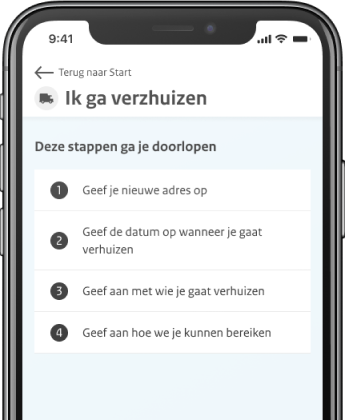 9:41
Terug naar Start
Ik ga verzhuizen
Deze stappen ga je doorlopen
1 Geef je nieuwe adres op
2 Geef de datum op wanneer je gaat
verhuizen
3 Geef aan met wie je gaat verhuizen
4 Geef aan hoe we je kunnen bereiken